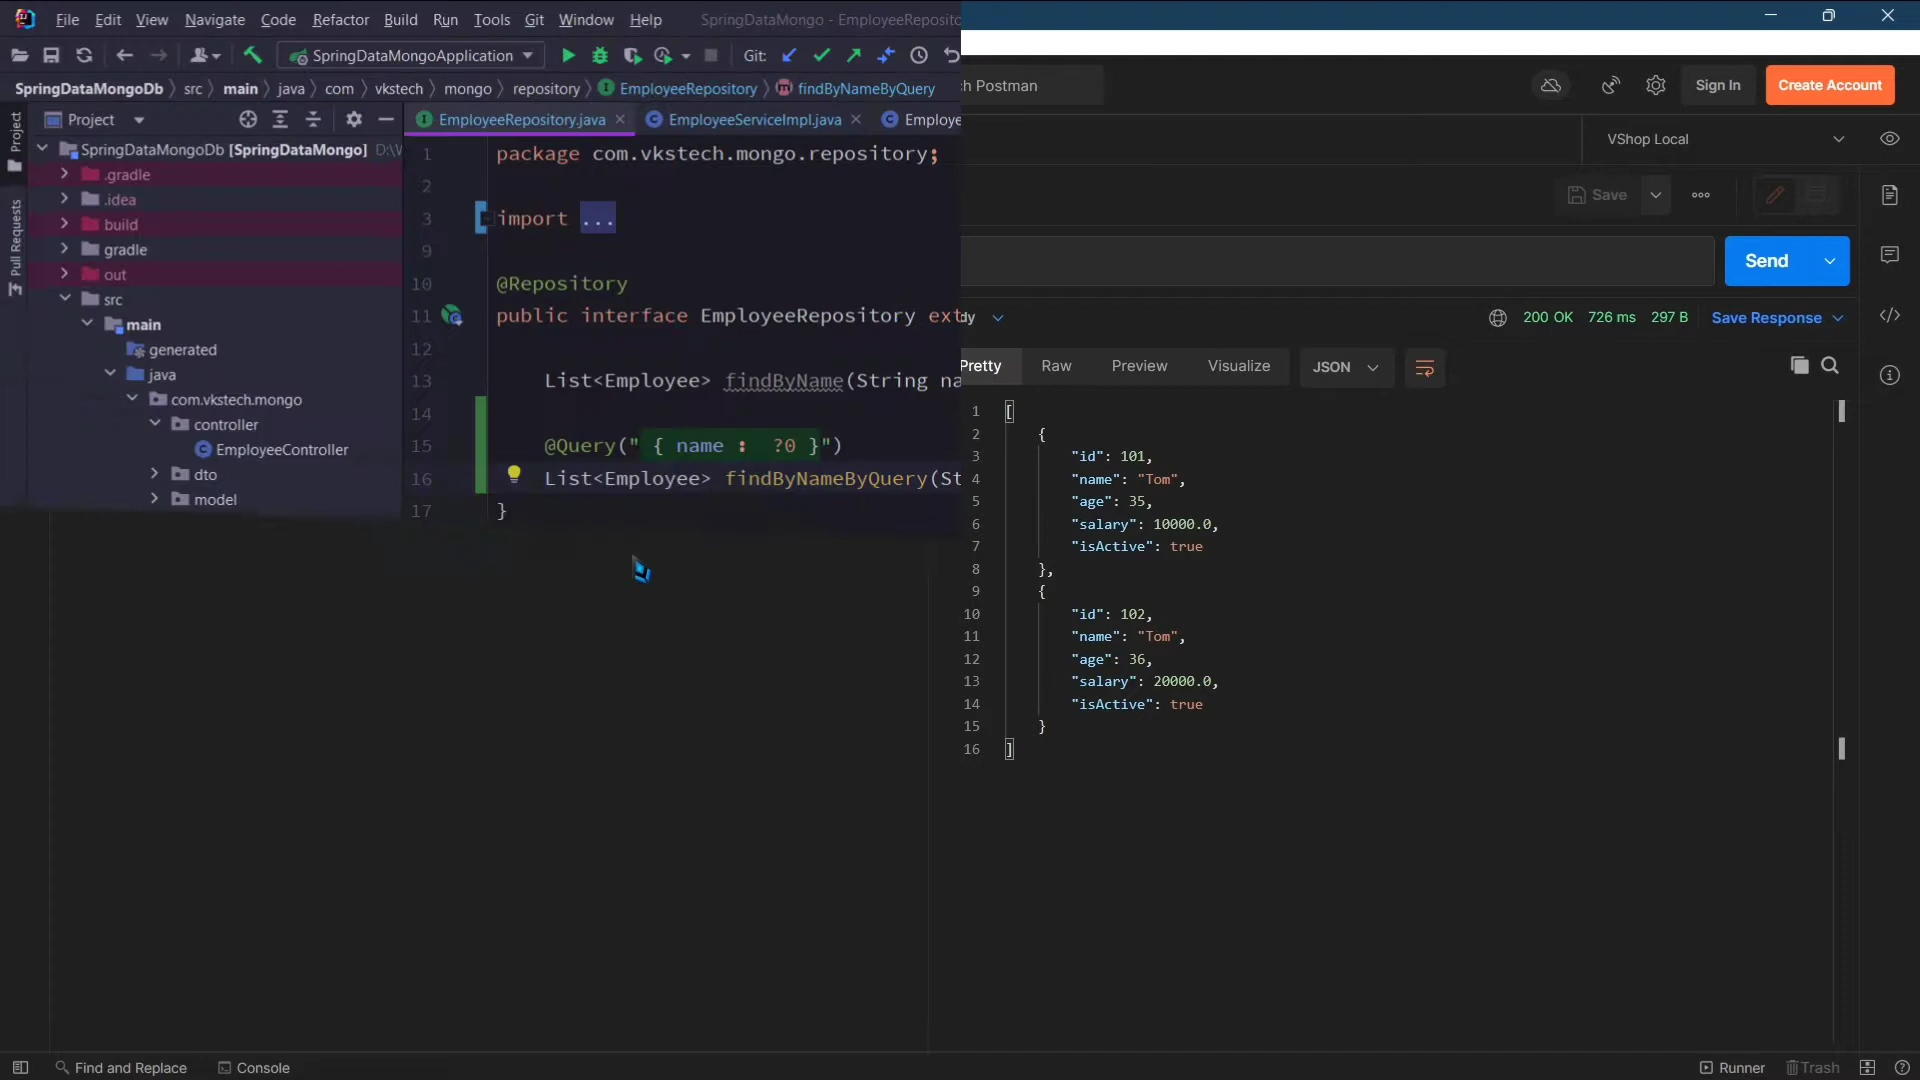 File Edit View Navigate Code Refactor Build Run Tools Git Window Help SpringDataMongo - EmployeeReposito
SpringDataMongoApplication Git:
SpringDataMongoDb src main java com vkstech mongo repository EmployeeRepository findByNameByQuery
Project
Project
Pull Requests
SpringDataMongoDb [SpringDataMongo] D:\V
.gradle
.idea
build
gradle
out
src
main
generated
java
com.vkstech.mongo
controller
EmployeeController
dto
model
EmployeeRepository.java EmployeeServiceImpl.java Employe
1 package com.vkstech.mongo.repository;
2
3 import ...
9
10 @Repository
11 public interface EmployeeRepository ext
12
13 List<Employee> findByName(String na
14
15 @Query(" { name : ?0 }")
16 List<Employee> findByNameByQuery(St
17 }
ch Postman
Sign In Create Account
VShop Local
Save
Send
dy 200 OK 726 ms 297 B Save Response
Pretty Raw Preview Visualize JSON
1 [
2 {
3 "id": 101,
4 "name": "Tom",
5 "age": 35,
6 "salary": 10000.0,
7 "isActive": true
8 },
9 {
10 "id": 102,
11 "name": "Tom",
12 "age": 36,
13 "salary": 20000.0,
14 "isActive": true
15 }
16 ]
Find and Replace Console Runner Trash